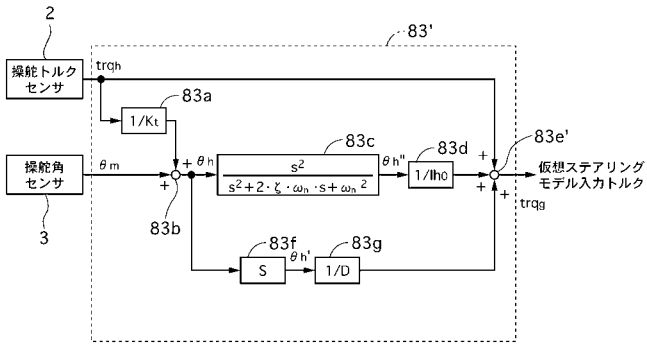 2
83'
操舵トルク
センサ
trqh
83a
1/Kt
83c
83d
83e'
操舵角
センサ
θm
+
+
θh
s²
s²+2・ζ・ωn・s+ωn²
θh''
1/Ih0
+
+
+
仮想ステアリング
モデル入力トルク
trqg
3
83b
83f
83g
S
θh'
1/D